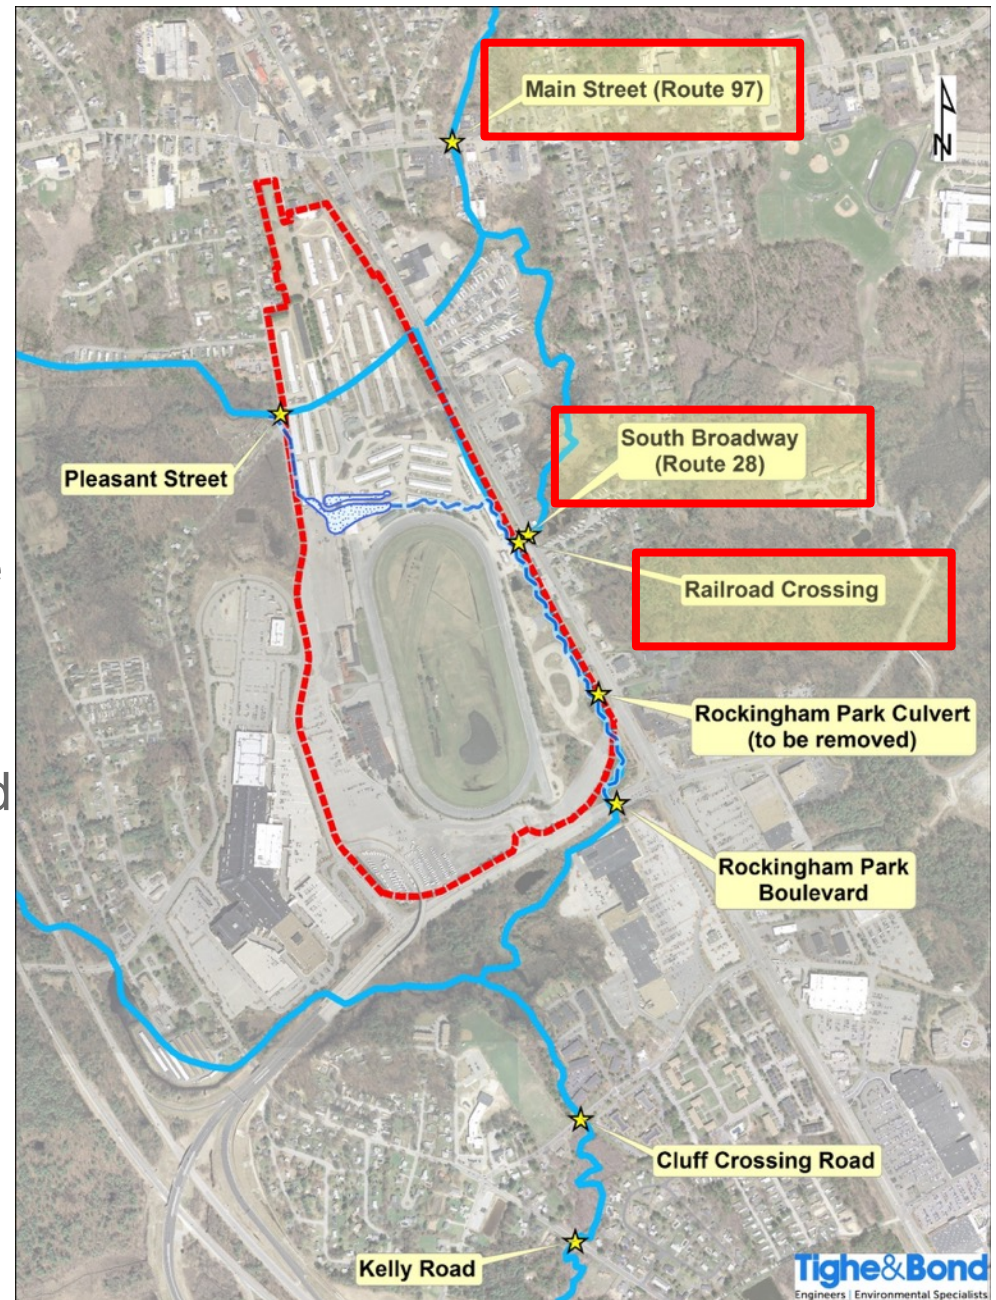 Main Street (Route 97)
N
South Broadway
(Route 28)
Pleasant Street
Railroad Crossing
Rockingham Park Culvert
(to be removed)
Rockingham Park
Boulevard
Cluff Crossing Road
Kelly Road
Tighe&Bond
Engineers | Environmental Specialists